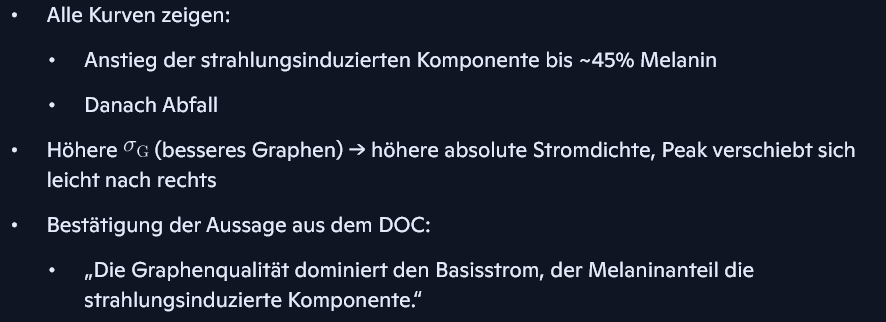 • Alle Kurven zeigen:
• Anstieg der strahlungsinduzierten Komponente bis ~45% Melanin
• Danach Abfall
• Höhere σG (besseres Graphen) → höhere absolute Stromdichte, Peak verschiebt sich
leicht nach rechts
• Bestätigung der Aussage aus dem DOC:
• „Die Graphenqualität dominiert den Basisstrom, der Melaninanteil die
strahlungsinduzierte Komponente.“